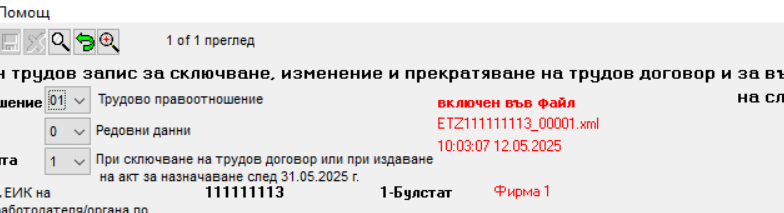 Помощ
1 of 1 преглед
н трудов запис за сключване, изменение и прекратяване на трудов договор и за въ
на сл
шение 01 Трудово правоотношение
включен във файл
0 Редовни данни
ETZ111111113_00001.xml
10:03:07 12.05.2025
та 1 При сключване на трудов договор или при издаване
на акт за назначаване след 31.05.2025 г.
. ЕИК на 111111113 1-Булстат Фирма 1
работодателя/органа по